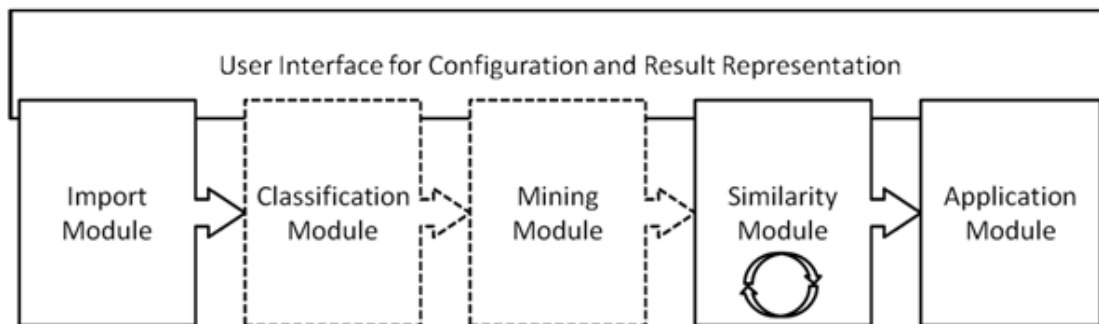 User Interface for Configuration and Result Representation
Import
Module
Classification
Module
Mining
Module
Similarity
Module
Application
Module